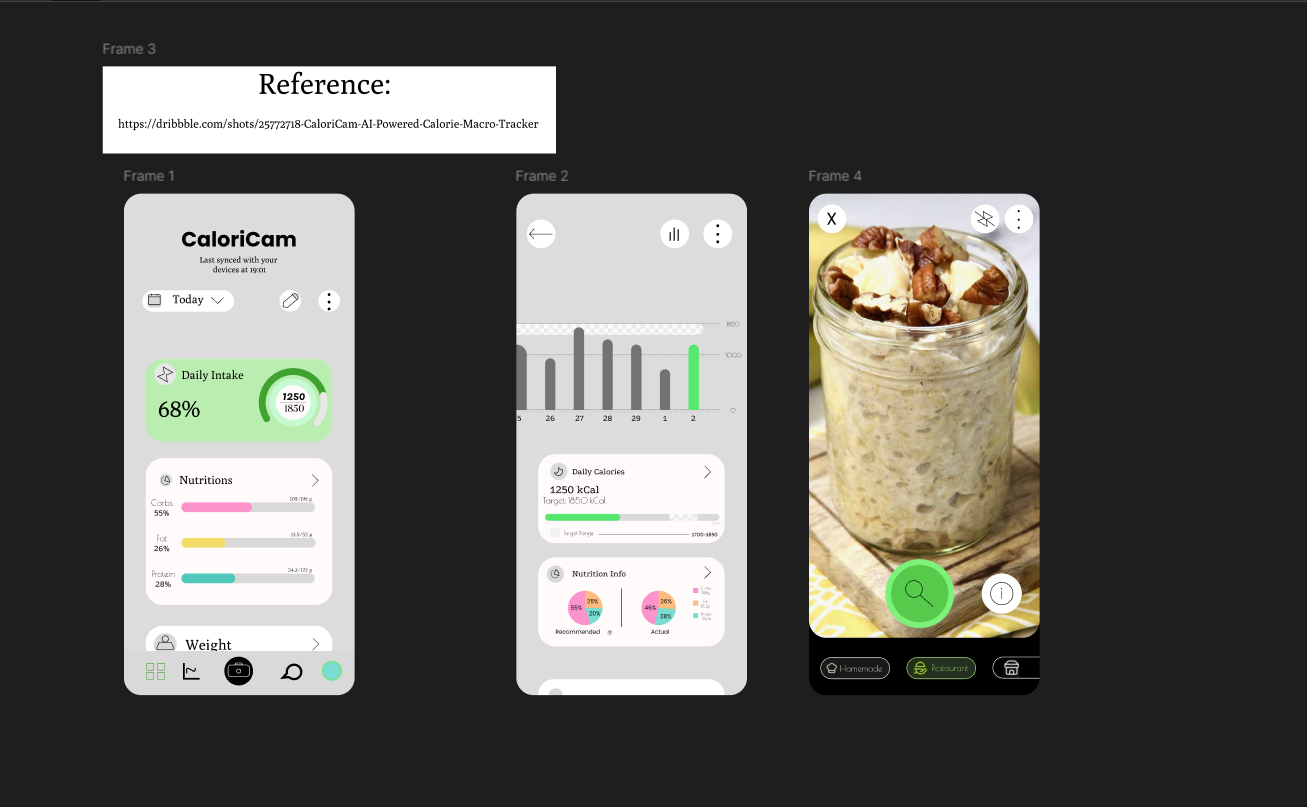 Frame 3
Reference:
https://dribbble.com/shots/25772718-CaloriCam-AI-Powered-Calorie-Macro-Tracker
Frame 1
CaloriCam
Last synced with your
devices at 19:01
Today
Daily Intake
68%
1250
1850
Nutritions
Carbs
55%
Fat
26%
Protein
28%
Weight
Frame 2
1850
1000
0
5 26 27 28 29 1 2
Daily Calories
1250 kCal
Target: 1850 kCal
Target Range
1700-1850
Nutrition Info
55%
25%
20%
Recommended
46%
26%
28%
Actual
Frame 4
X
i
Homemade
Restaurant